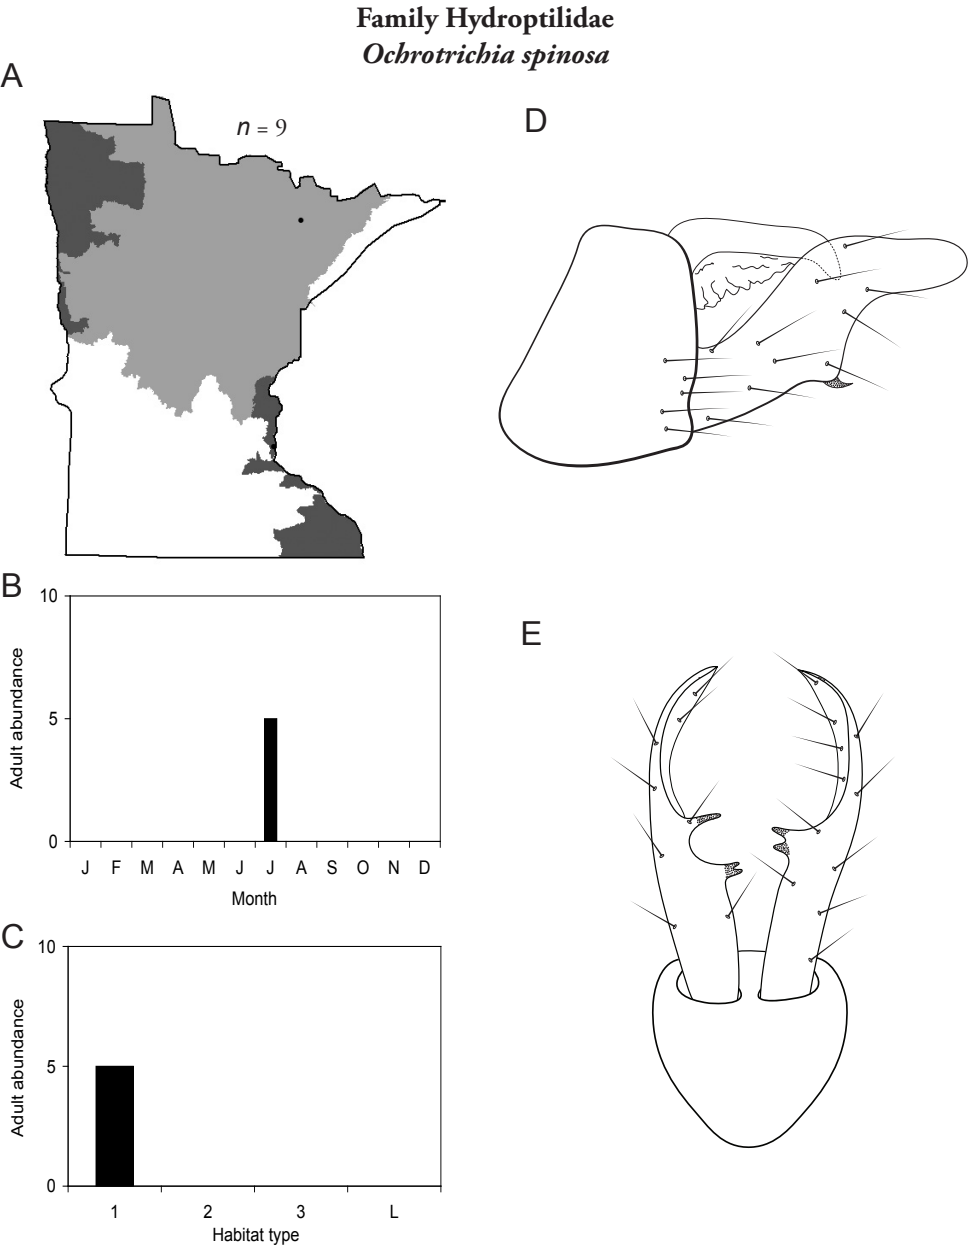 Family Hydroptilidae
Ochrotrichia spinosa
A
n = 9
D
B
10
5
0
Adult abundance
J F M A M J J A S O N D
Month
E
C
10
5
0
Adult abundance
1 2 3 L
Habitat type